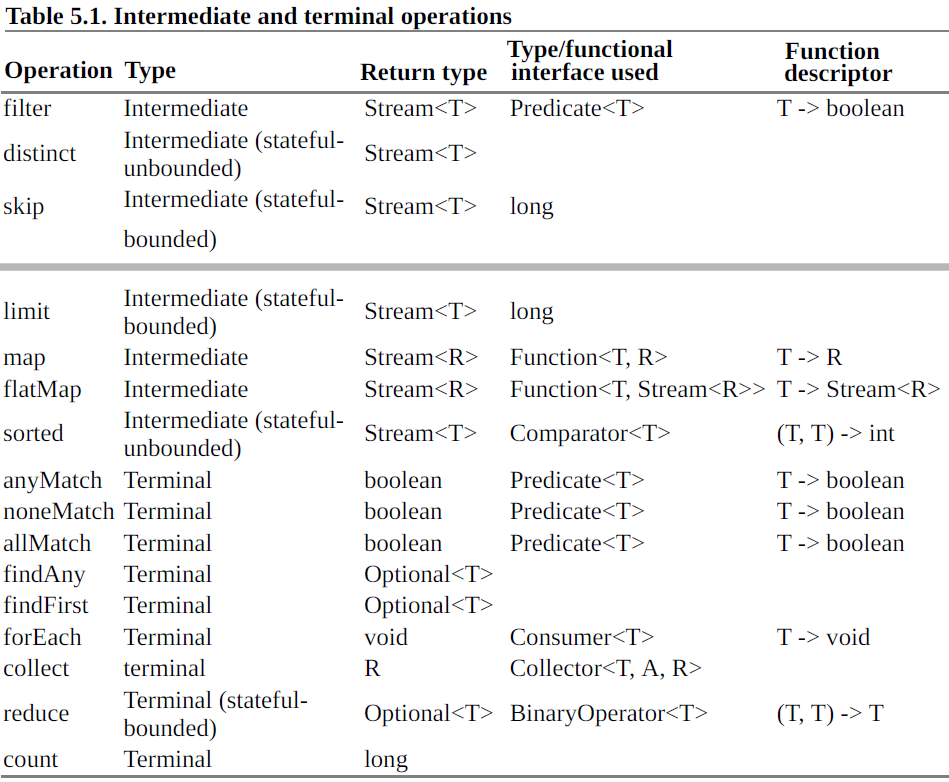 Table 5.1. Intermediate and terminal operations
Operation Type Return type Type/functional interface used Function descriptor
filter Intermediate Stream<T> Predicate<T> T -> boolean
distinct Intermediate (stateful-unbounded) Stream<T>
skip Intermediate (stateful-bounded) Stream<T> long
limit Intermediate (stateful-bounded) Stream<T> long
map Intermediate Stream<R> Function<T, R> T -> R
flatMap Intermediate Stream<R> Function<T, Stream<R>> T -> Stream<R>
sorted Intermediate (stateful-unbounded) Stream<T> Comparator<T> (T, T) -> int
anyMatch Terminal boolean Predicate<T> T -> boolean
noneMatch Terminal boolean Predicate<T> T -> boolean
allMatch Terminal boolean Predicate<T> T -> boolean
findAny Terminal Optional<T>
findFirst Terminal Optional<T>
forEach Terminal void Consumer<T> T -> void
collect terminal R Collector<T, A, R>
reduce Terminal (stateful-bounded) Optional<T> BinaryOperator<T> (T, T) -> T
count Terminal long